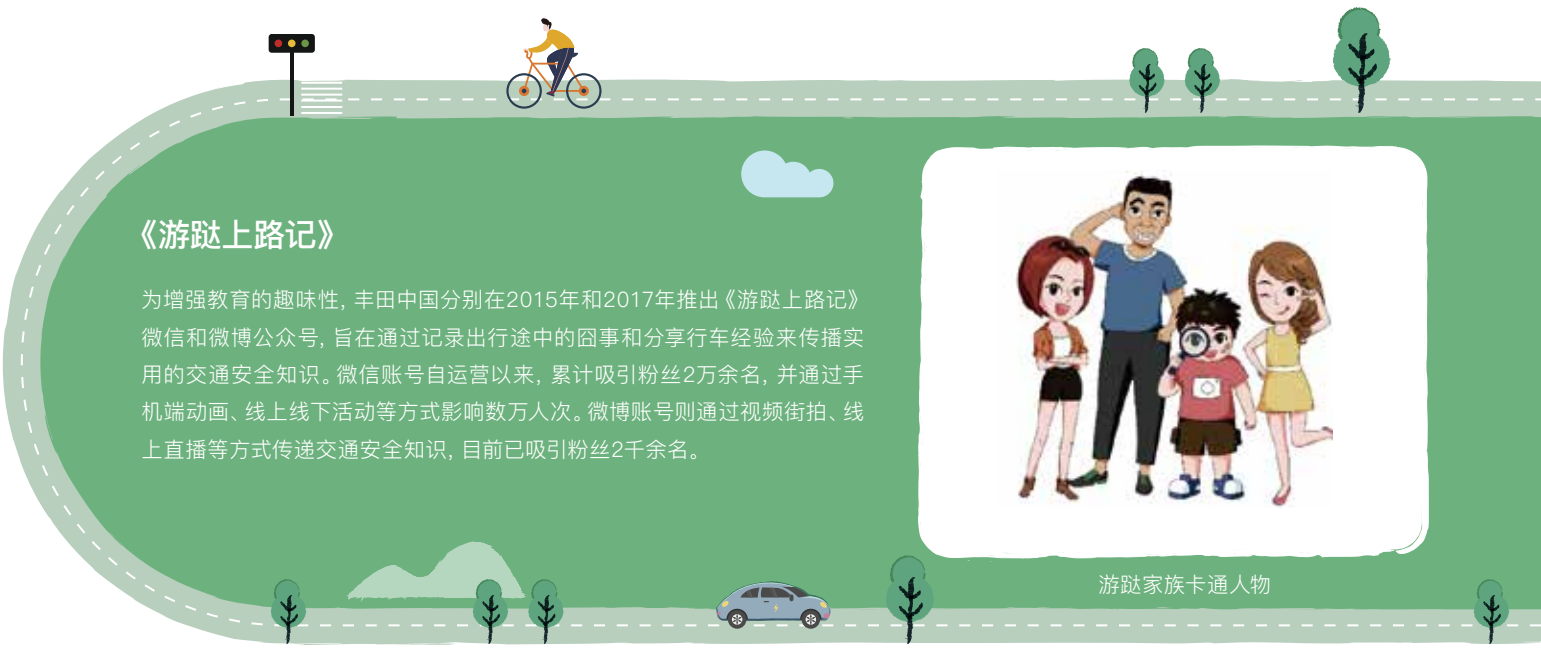 《游跶上路记》
为增强教育的趣味性, 丰田中国分别在2015年和2017年推出《游跶上路记》
微信和微博公众号, 旨在通过记录出行途中的囧事和分享行车经验来传播实
用的交通安全知识。微信账号自运营以来, 累计吸引粉丝2万余名, 并通过手
机端动画、线上线下活动等方式影响数万人次。微博账号则通过视频街拍、线
上直播等方式传递交通安全知识, 目前已吸引粉丝2千余名。
游跶家族卡通人物